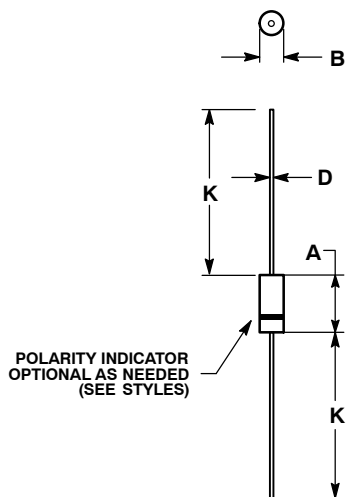 B
D
K
A
POLARITY INDICATOR
OPTIONAL AS NEEDED
(SEE STYLES)
K